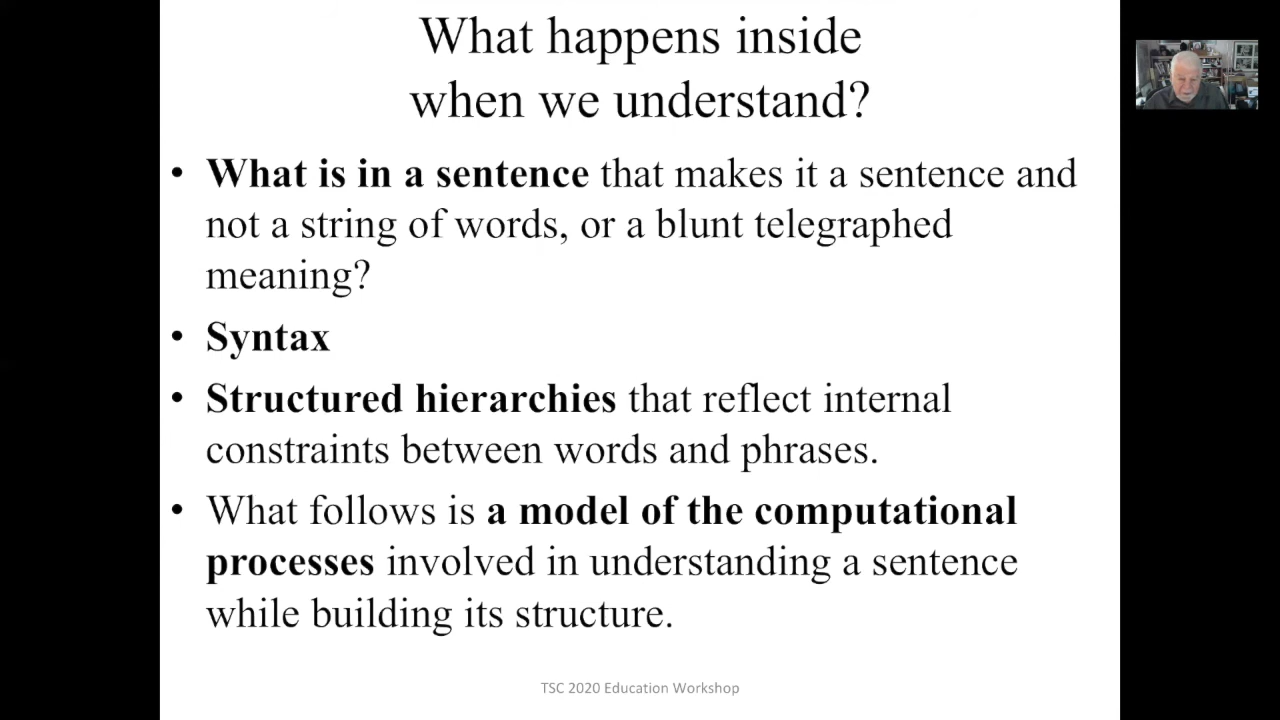 What happens inside
when we understand?
• What is in a sentence that makes it a sentence and
not a string of words, or a blunt telegraphed
meaning?
• Syntax
• Structured hierarchies that reflect internal
constraints between words and phrases.
• What follows is a model of the computational
processes involved in understanding a sentence
while building its structure.
TSC 2020 Education Workshop